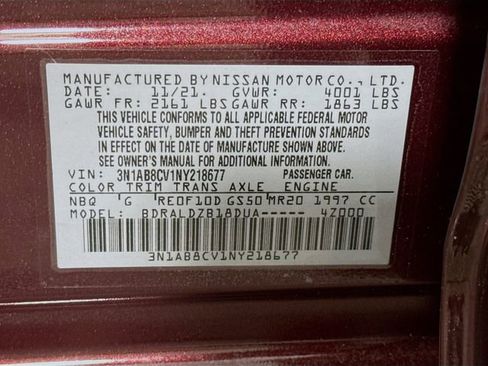 MANUFACTURED BY NISSAN MOTOR CO., LTD.
DATE: 11/21. GVWR: 4001 LBS
GAWR FR: 2161 LBS GAWR RR: 1863 LBS
THIS VEHICLE CONFORMS TO ALL APPLICABLE FEDERAL MOTOR
VEHICLE SAFETY, BUMPER AND THEFT PREVENTION STANDARDS
IN EFFECT ON THE DATE OF MANUFACTURE SHOWN ABOVE.
SEE OWNER'S MANUAL FOR ADDITIONAL INFORMATION.
VIN: 3N1AB8CV1NY218677 PASSENGER CAR.
COLOR TRIM TRANS AXLE ENGINE
NBQ G RE0F10D GS50 MR20 1997 CC
MODEL: BDRALDZB18DUA----- 4Z000
3N1AB8CV1NY218677